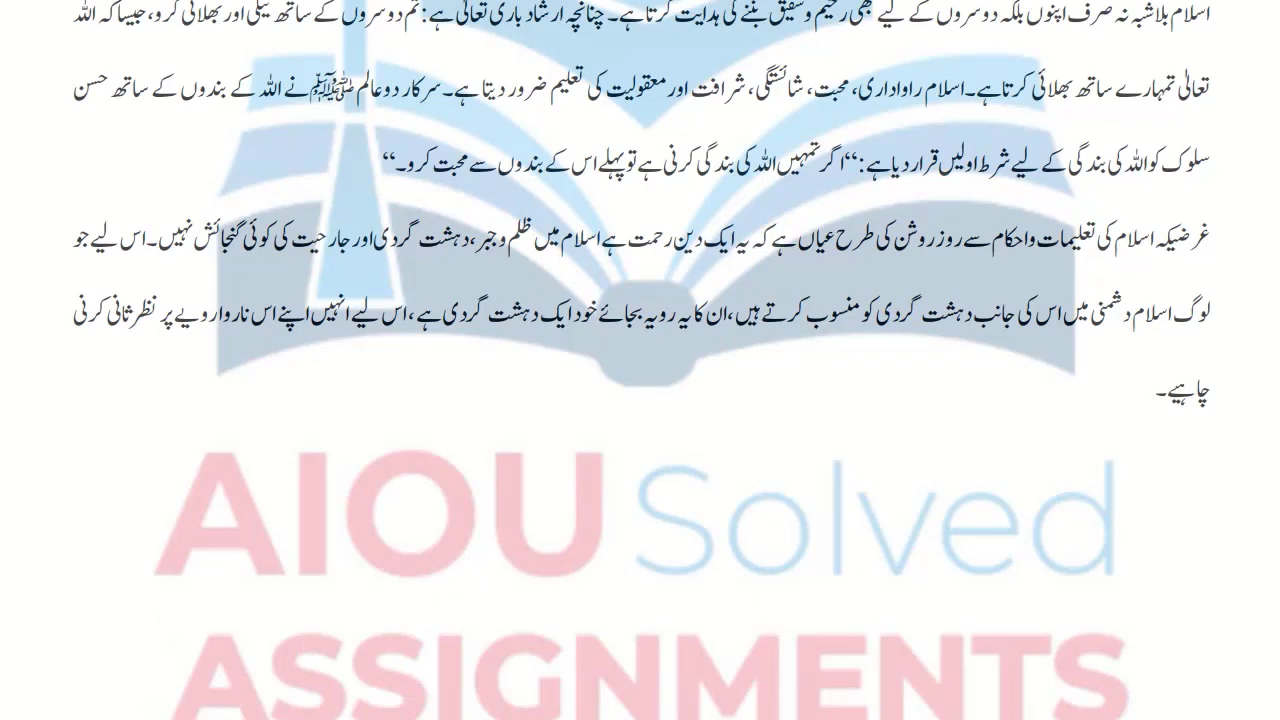 اسلام بلاشبہ نہ صرف اپنوں بلکہ دوسروں کے لیے بھی رحیم و شفیق بننے کی ہدایت کرتا ہے۔ چنانچہ ارشاد باری تعالیٰ ہے: تم دوسروں کے ساتھ نیکی اور بھلائی کرو، جیسا کہ اللہ
تعالیٰ تمہارے ساتھ بھلائی کرتا ہے۔ اسلام راواداری، محبت، شائستگی، شرافت اور معقولیت کی تعلیم ضرور دیتا ہے۔ سرکار دو عالم ﷺ نے اللہ کے بندوں کے ساتھ حسن
سلوک کو اللہ کی بندگی کے لیے شرط اولیں قرار دیا ہے: “اگر تمہیں اللہ کی بندگی کرنی ہے تو پہلے اس کے بندوں سے محبت کرو۔“
غرضیکہ اسلام کی تعلیمات و احکام سے روز روشن کی طرح عیاں ہے کہ یہ ایک دین رحمت ہے اسلام میں ظلم و جبر، دہشت گردی اور جارحیت کی کوئی گنجائش نہیں۔ اس لیے جو
لوگ اسلام دشمنی میں اس کی جانب دہشت گردی کو منسوب کرتے ہیں، ان کا یہ رویہ بجائے خود ایک دہشت گردی ہے، اس لیے انہیں اپنے اس ناروا رویے پر نظر ثانی کرنی
چاہیے۔
AIOU Solved
ASSIGNMENTS